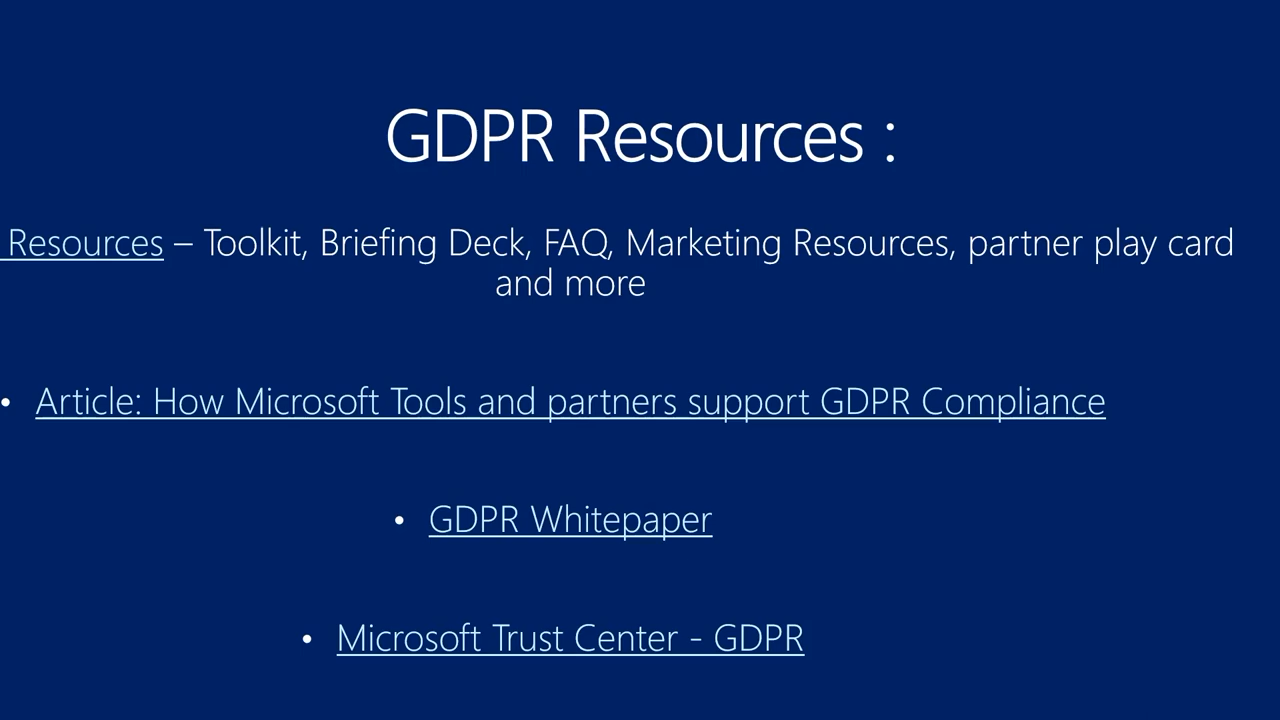 GDPR Resources :
Resources – Toolkit, Briefing Deck, FAQ, Marketing Resources, partner play card
and more
• Article: How Microsoft Tools and partners support GDPR Compliance
• GDPR Whitepaper
• Microsoft Trust Center - GDPR